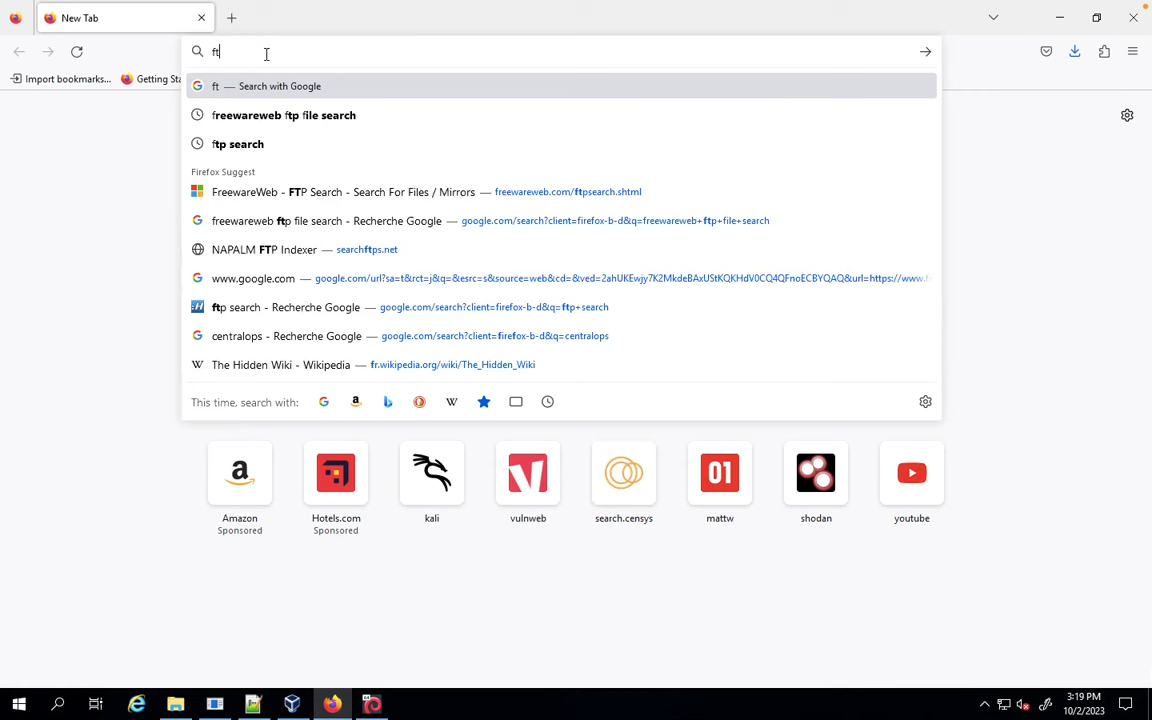 New Tab
ft
Import bookmarks...
Getting Sta
ft — Search with Google
freewareweb ftp file search
ftp search
Firefox Suggest
FreewareWeb - FTP Search - Search For Files / Mirrors — freewareweb.com/ftpsearch.shtml
freewareweb ftp file search - Recherche Google — google.com/search?client=firefox-b-d&q=freewareweb+ftp+file+search
NAPALM FTP Indexer — searchftps.net
www.google.com — google.com/url?sa=t&rct=j&q=&esrc=s&source=web&cd=&ved=2ahUKEwjy7K2MkdeBAxUStKQKHdV0CQ4QFnoECBYQAQ&url=https://www.f
ftp search - Recherche Google — google.com/search?client=firefox-b-d&q=ftp+search
centralops - Recherche Google — google.com/search?client=firefox-b-d&q=centralops
The Hidden Wiki - Wikipedia — fr.wikipedia.org/wiki/The_Hidden_Wiki
This time, search with:
Amazon
Sponsored
Hotels.com
Sponsored
kali
vulnweb
search.censys
01
mattw
shodan
youtube
3:19 PM
10/2/2023